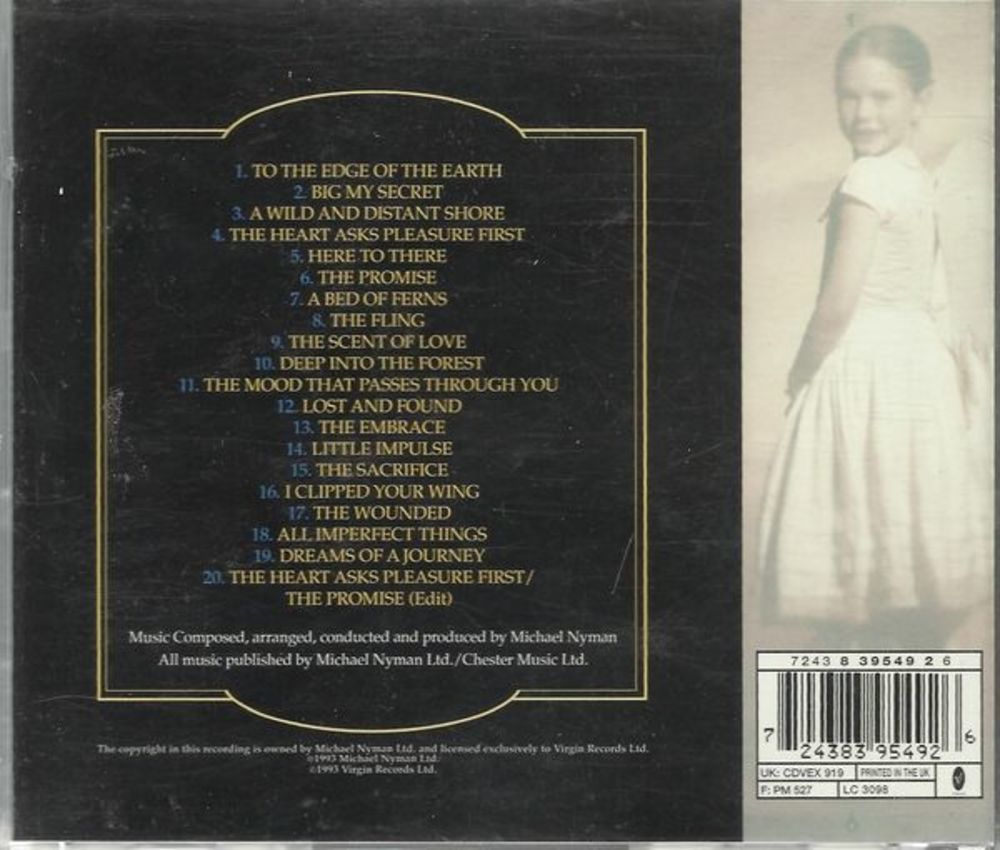 1. TO THE EDGE OF THE EARTH
2. BIG MY SECRET
3. A WILD AND DISTANT SHORE
4. THE HEART ASKS PLEASURE FIRST
5. HERE TO THERE
6. THE PROMISE
7. A BED OF FERNS
8. THE FLING
9. THE SCENT OF LOVE
10. DEEP INTO THE FOREST
11. THE MOOD THAT PASSES THROUGH YOU
12. LOST AND FOUND
13. THE EMBRACE
14. LITTLE IMPULSE
15. THE SACRIFICE
16. I CLIPPED YOUR WING
17. THE WOUNDED
18. ALL IMPERFECT THINGS
19. DREAMS OF A JOURNEY
20. THE HEART ASKS PLEASURE FIRST/
THE PROMISE (Edit)
Music Composed, arranged, conducted and produced by Michael Nyman
All music published by Michael Nyman Ltd./Chester Music Ltd.
The copyright in this recording is owned by Michael Nyman Ltd. and licensed exclusively to Virgin Records Ltd.
℗1993 Michael Nyman Ltd.
©1993 Virgin Records Ltd.
7243 8 39549 2 6
7 24383 95492 6
UK: CDVEX 919
PRINTED IN THE UK
F: PM 527
LC 3098